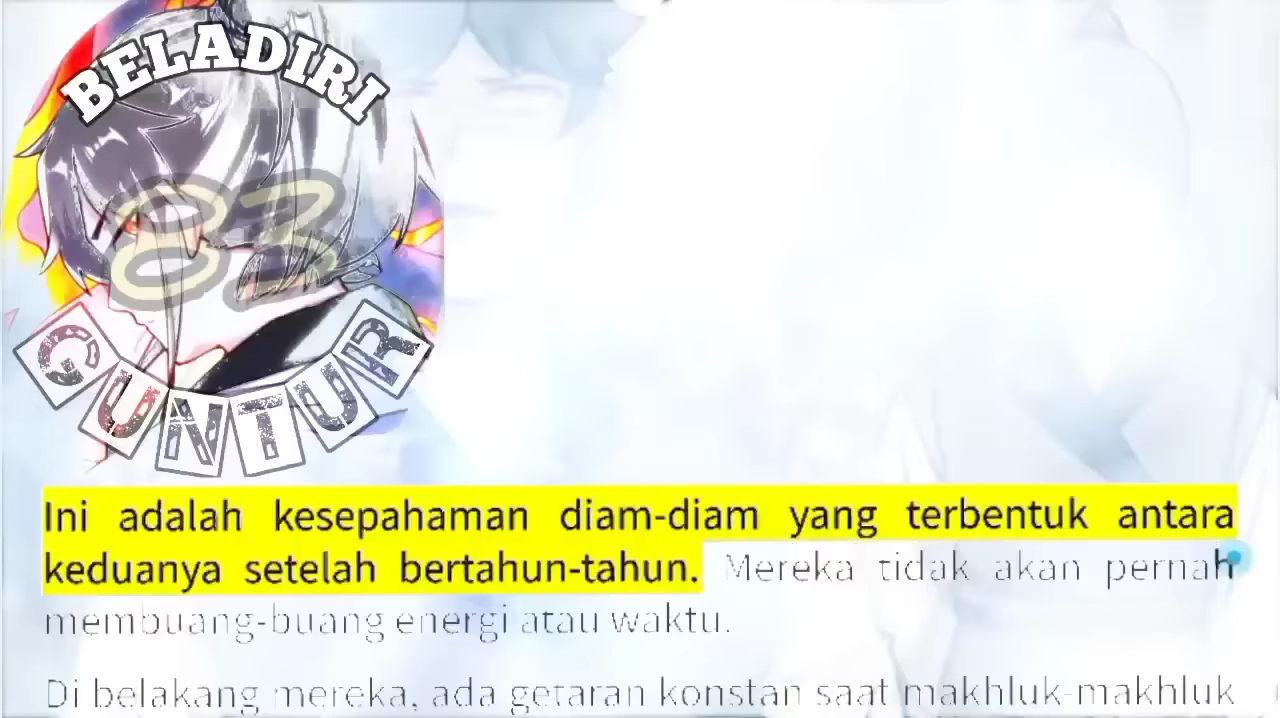 BELADIRI
83
GUNTUR
Ini adalah kesepahaman diam-diam yang terbentuk antara
keduanya setelah bertahun-tahun. Mereka tidak akan pernah
membuang-buang energi atau waktu.
Di belakang mereka, ada getaran konstan saat makhluk-makhluk